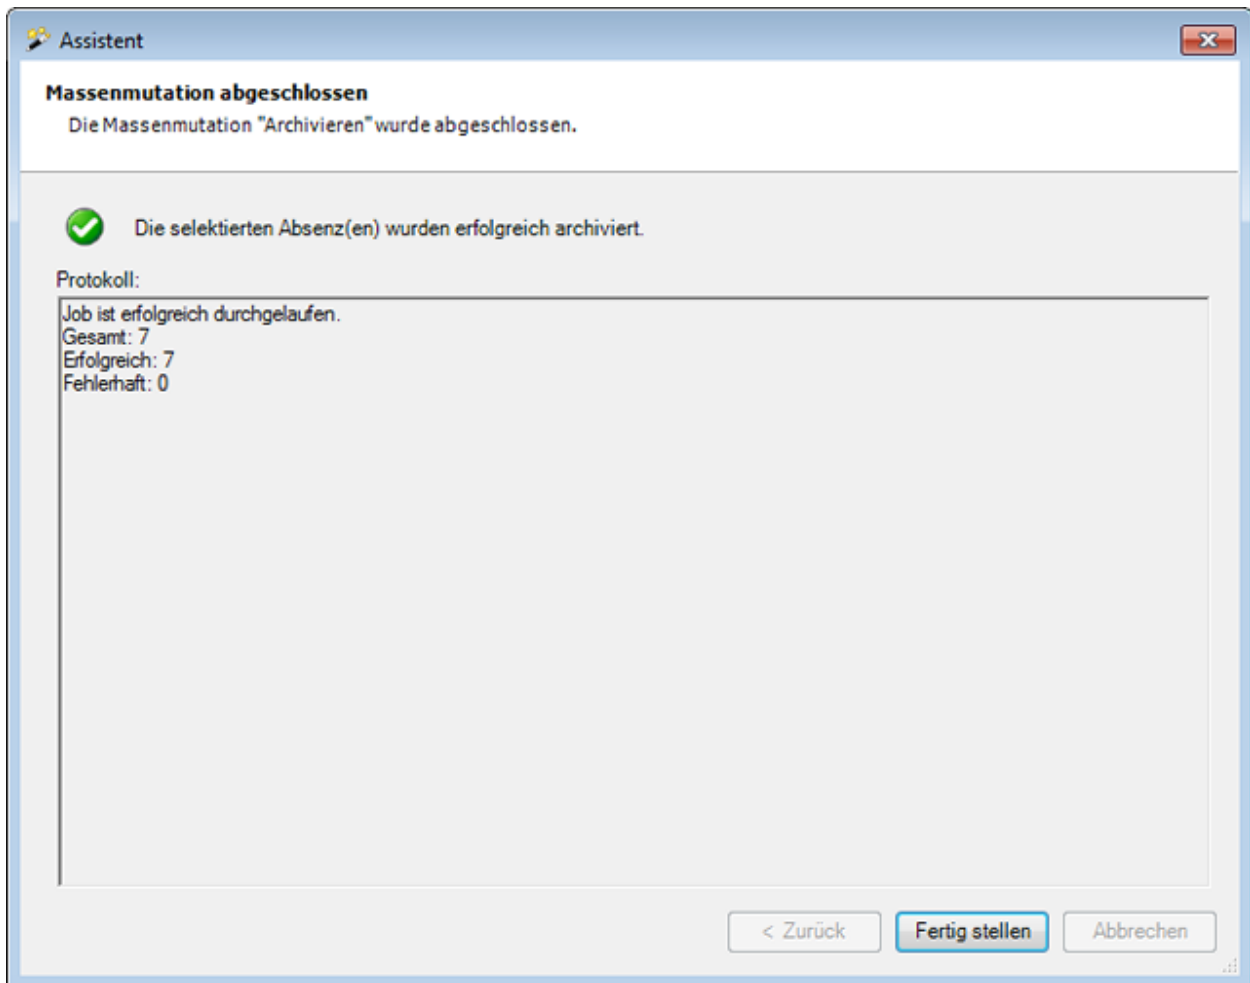 Assistent
Massenmutation abgeschlossen
Die Massenmutation "Archivieren" wurde abgeschlossen.
Die selektierten Absenz(en) wurden erfolgreich archiviert.
Protokoll:
Job ist erfolgreich durchgelaufen.
Gesamt: 7
Erfolgreich: 7
Fehlerhaft: 0
< Zurück
Fertig stellen
Abbrechen